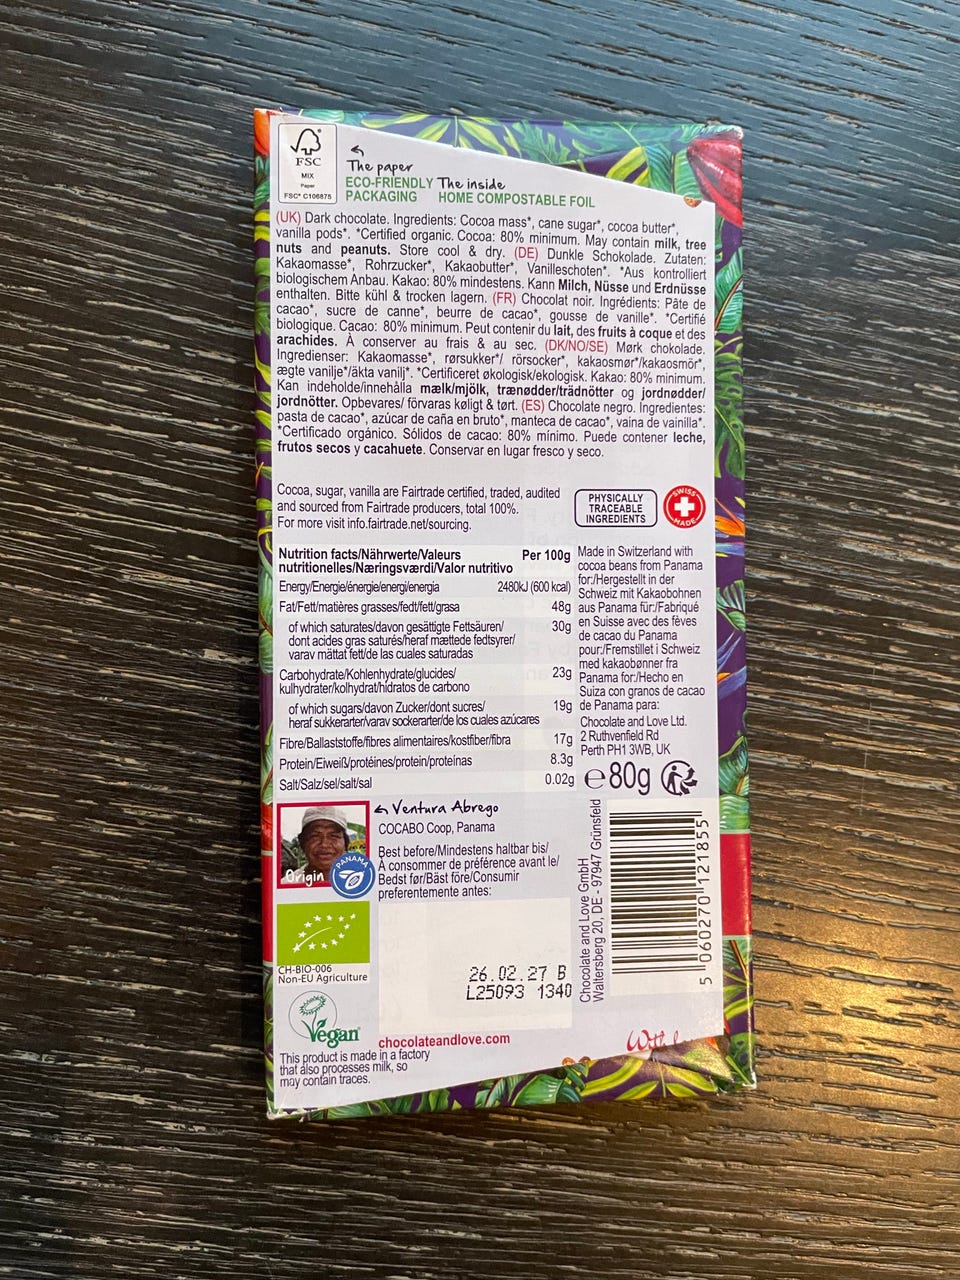 FSC
MIX
Paper
FSC® C106875
The paper
ECO-FRIENDLY
PACKAGING
The inside
HOME COMPOSTABLE FOIL
(UK) Dark chocolate. Ingredients: Cocoa mass*, cane sugar*, cocoa butter*,
vanilla pods*. *Certified organic. Cocoa: 80% minimum. May contain milk, tree
nuts and peanuts. Store cool & dry. (DE) Dunkle Schokolade. Zutaten:
Kakaomasse*, Rohrzucker*, Kakaobutter*, Vanilleschoten*. *Aus kontrolliert
biologischem Anbau. Kakao: 80% mindestens. Kann Milch, Nüsse und Erdnüsse
enthalten. Bitte kühl & trocken lagern. (FR) Chocolat noir. Ingrédients: Pâte de
cacao*, sucre de canne*, beurre de cacao*, gousse de vanille*. *Certifié
biologique. Cacao: 80% minimum. Peut contenir du lait, des fruits à coque et des
arachides. À conserver au frais & au sec. (DK/NO/SE) Mørk chokolade.
Ingredienser: Kakaomasse*, rørsukker*/ rörsocker*, kakaosmør*/kakaosmör*,
ægte vanilje*/äkta vanilj*. *Certificeret økologisk/ekologisk. Kakao: 80% minimum.
Kan indeholde/innehålla mælk/mjölk, trænødder/trädnötter og jordnødder/
jordnötter. Opbevares/ förvaras køligt & tørt. (ES) Chocolate negro. Ingredientes:
pasta de cacao*, azúcar de caña en bruto*, manteca de cacao*, vaina de vainilla*.
*Certificado orgánico. Sólidos de cacao: 80% mínimo. Puede contener leche,
frutos secos y cacahuete. Conservar en lugar fresco y seco.
Cocoa, sugar, vanilla are Fairtrade certified, traded, audited
and sourced from Fairtrade producers, total 100%.
For more visit info.fairtrade.net/sourcing.
PHYSICALLY
TRACEABLE
INGREDIENTS
SWISS
MADE
Nutrition facts/Nährwerte/Valeurs
nutritionelles/Næringsværdi/Valor nutritivo
Per 100g
Energy/Energie/énergie/energi/energia 2480kJ (600 kcal)
Fat/Fett/matières grasses/fedt/fett/grasa 48g
of which saturates/davon gesättigte Fettsäuren/ 30g
dont acides gras saturés/heraf mættede fedtsyrer/
varav mättat fett/de las cuales saturadas
Carbohydrate/Kohlenhydrate/glucides/ 23g
kulhydrater/kolhydrat/hidratos de carbono
of which sugars/davon Zucker/dont sucres/ 19g
heraf sukkerarter/varav sockerarter/de los cuales azúcares
Fibre/Ballaststoffe/fibres alimentaires/kostfiber/fibra 17g
Protein/Eiweiß/protéines/protein/proteínas 8.3g
Salt/Salz/sel/salt/sal 0.02g
Made in Switzerland with
cocoa beans from Panama
for:/Hergestellt in der
Schweiz mit Kakaobohnen
aus Panama für:/Fabriqué
en Suisse avec des fèves
de cacao du Panama
pour:/Fremstillet i Schweiz
med kakaobønner fra
Panama for:/Hecho en
Suiza con granos de cacao
de Panama para:
Chocolate and Love Ltd.
2 Ruthvenfield Rd
Perth PH1 3WB, UK
e80g
Ventura Abrego
COCABO Coop, Panama
Origin
PANAMA
Best before/Mindestens haltbar bis/
À consommer de préférence avant le/
Bedst før/Bäst före/Consumir
preferentemente antes:
26.02.27 B
L25093 1340
Chocolate and Love GmbH
Waltersberg 20, DE - 97947 Grünsfeld
5 060270 121855
CH-BIO-006
Non-EU Agriculture
Vegan
chocolateandlove.com
This product is made in a factory
that also processes milk, so
may contain traces.